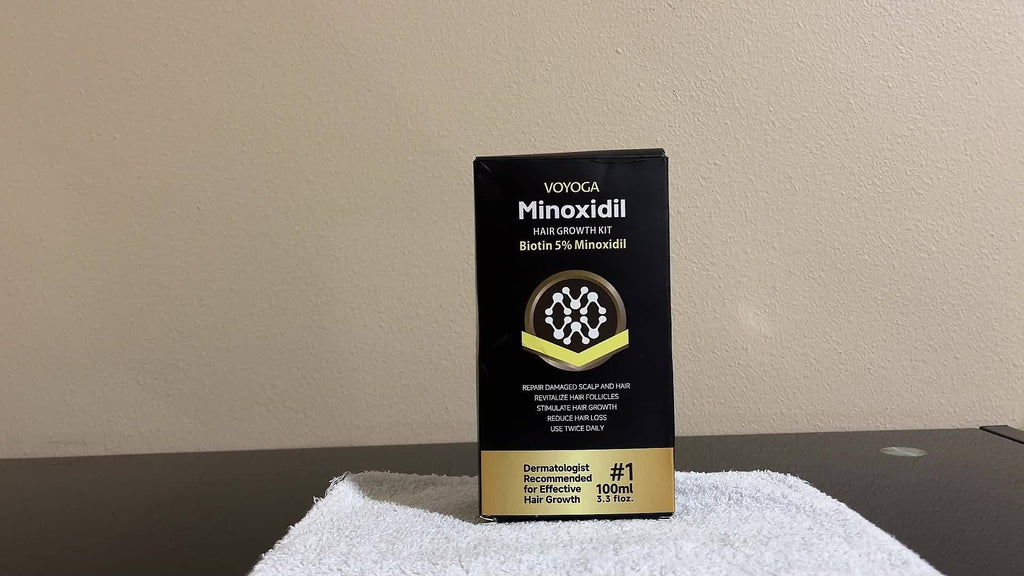 VOYOGA
Minoxidil
HAIR GROWTH KIT
Biotin 5% Minoxidil
REPAIR DAMAGED SCALP AND HAIR
REVITALIZE HAIR FOLLICLES
STIMULATE HAIR GROWTH
REDUCE HAIR LOSS
USE TWICE DAILY
Dermatologist
Recommended
for Effective
Hair Growth
#1
100ml
3.3 floz.